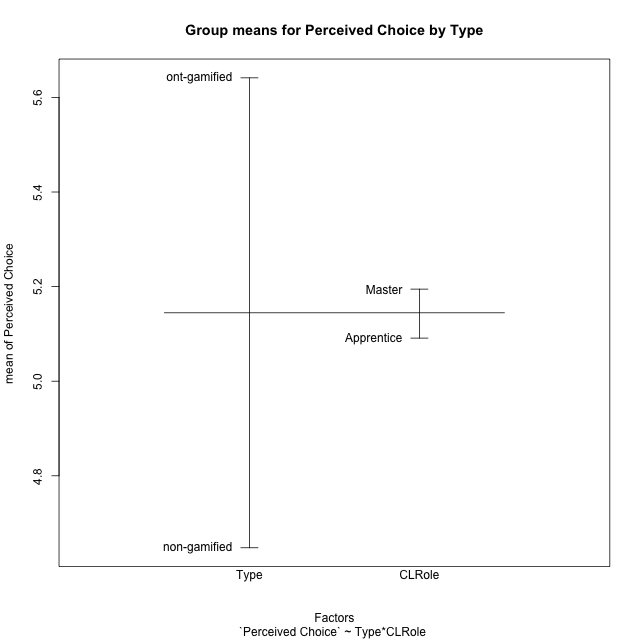 Group means for Perceived Choice by Type
mean of Perceived Choice
5.6
5.4
5.2
5.0
4.8
ont-gamified
non-gamified
Master
Apprentice
Type
CLRole
Factors
`Perceived Choice` ~ Type*CLRole